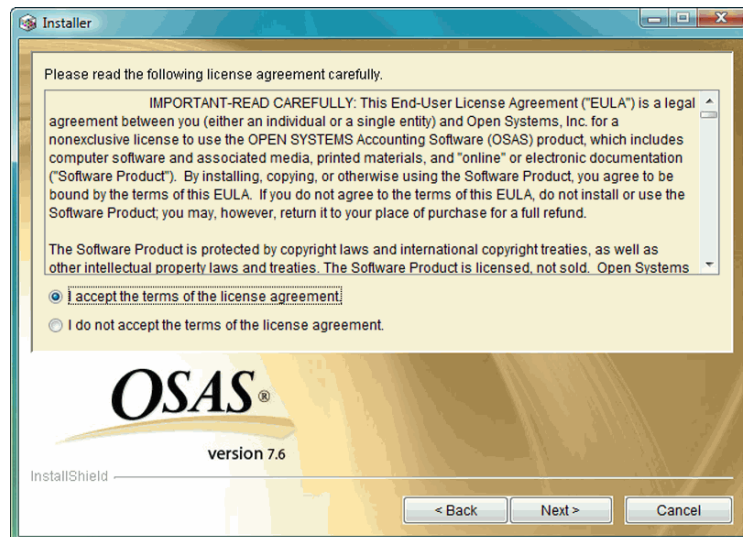 Installer
Please read the following license agreement carefully.
IMPORTANT-READ CAREFULLY: This End-User License Agreement ("EULA") is a legal
agreement between you (either an individual or a single entity) and Open Systems, Inc. for a
nonexclusive license to use the OPEN SYSTEMS Accounting Software (OSAS) product, which includes
computer software and associated media, printed materials, and "online" or electronic documentation
("Software Product"). By installing, copying, or otherwise using the Software Product, you agree to be
bound by the terms of this EULA. If you do not agree to the terms of this EULA, do not install or use the
Software Product; you may, however, return it to your place of purchase for a full refund.
The Software Product is protected by copyright laws and international copyright treaties, as well as
other intellectual property laws and treaties. The Software Product is licensed, not sold. Open Systems
I accept the terms of the license agreement.
I do not accept the terms of the license agreement.
OSAS®
version 7.6
InstallShield
< Back
Next >
Cancel